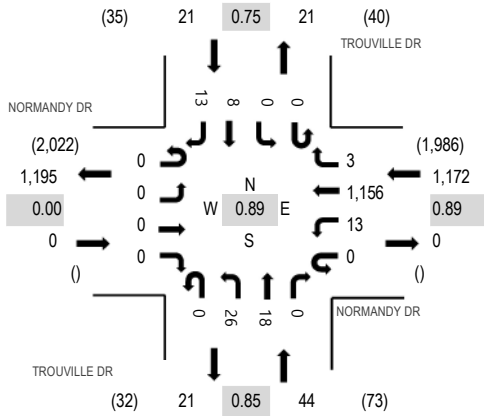 (35) 21 0.75 21 (40)
TROUVILLE DR
NORMANDY DR
13 8 0 0
(2,022) (1,986)
0 3
1,195 1,172
0 N 1,156
0.00 W 0.89 E 0.89
0 S 13
0 0
0 0
() ()
0 26 18 0
NORMANDY DR
TROUVILLE DR
(32) 21 0.85 44 (73)